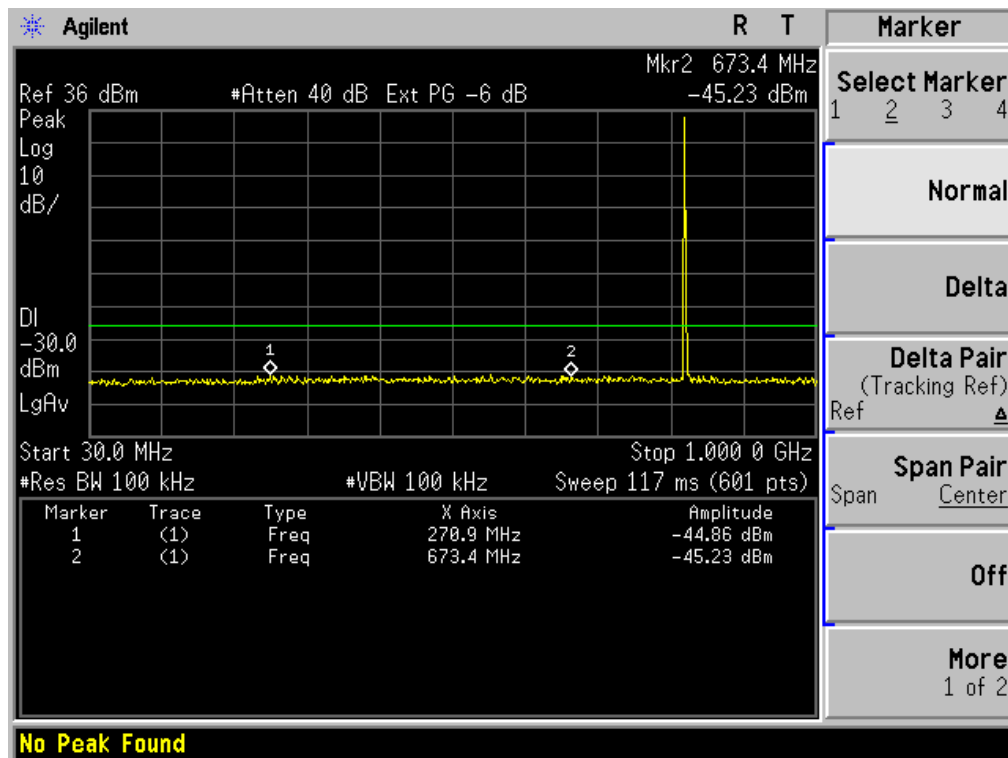 Agilent R T Marker
Mkr2 673.4 MHz
Ref 36 dBm #Atten 40 dB Ext PG -6 dB -45.23 dBm
Peak
Log
10
dB/
DI
-30.0
dBm
LgAv
1
2
Start 30.0 MHz Stop 1.000 0 GHz
#Res BW 100 kHz #VBW 100 kHz Sweep 117 ms (601 pts)
Marker Trace Type X Axis Amplitude
1 (1) Freq 270.9 MHz -44.86 dBm
2 (1) Freq 673.4 MHz -45.23 dBm
No Peak Found
Select Marker
1 2 3 4
Normal
Delta
Delta Pair
(Tracking Ref)
Ref Δ
Span Pair
Span Center
Off
More
1 of 2